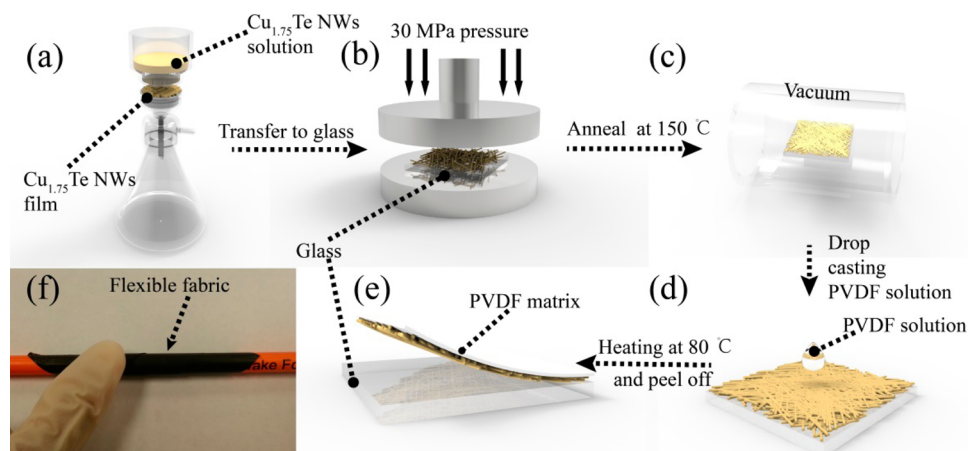 (a)
Cu1.75Te NWs
solution
Cu1.75Te NWs
film
Transfer to glass
(b)
30 MPa pressure
Anneal at 150 ℃
(c)
Vacuum
Glass
Drop
casting
PVDF solution
(f)
Flexible fabric
(e)
PVDF matrix
Heating at 80 ℃
and peel off
(d)
PVDF solution